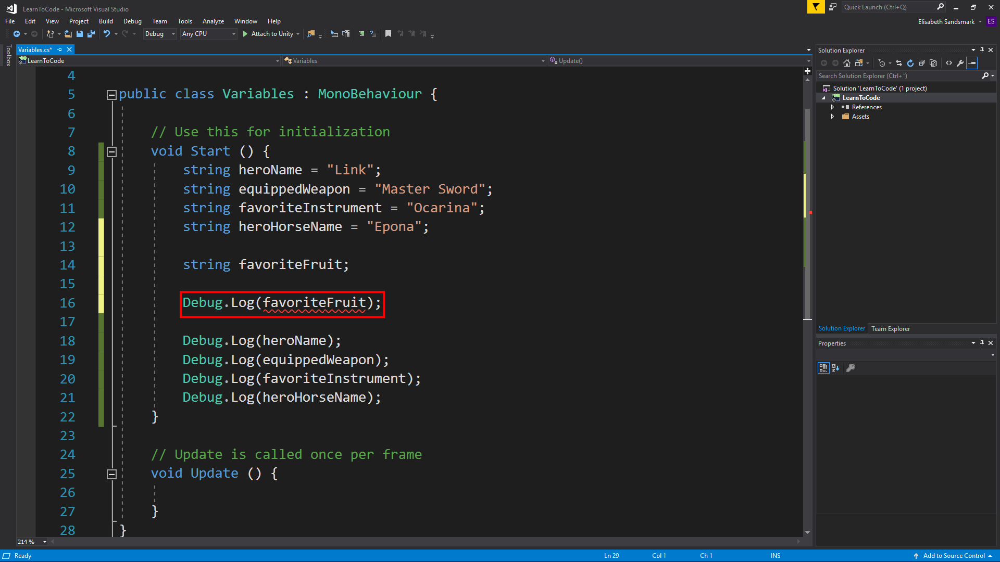 LearnToCode - Microsoft Visual Studio
Quick Launch (Ctrl+Q)
File Edit View Project Build Debug Team Tools Analyze Window Help
Elisabeth Sandsmark ES
Debug Any CPU Attach to Unity
Toolbox
Variables.cs*
LearnToCode Variables Update()
4
5 public class Variables : MonoBehaviour {
6
7 // Use this for initialization
8 void Start () {
9 string heroName = "Link";
10 string equippedWeapon = "Master Sword";
11 string favoriteInstrument = "Ocarina";
12 string heroHorseName = "Epona";
13
14 string favoriteFruit;
15
16 Debug.Log(favoriteFruit);
17
18 Debug.Log(heroName);
19 Debug.Log(equippedWeapon);
20 Debug.Log(favoriteInstrument);
21 Debug.Log(heroHorseName);
22 }
23
24 // Update is called once per frame
25 void Update () {
26
27 }
28 }
214 %
Solution Explorer
Search Solution Explorer (Ctrl+¨)
Solution 'LearnToCode' (1 project)
LearnToCode
References
Assets
Solution Explorer Team Explorer
Properties
Ready Ln 29 Col 1 Ch 1 INS Add to Source Control